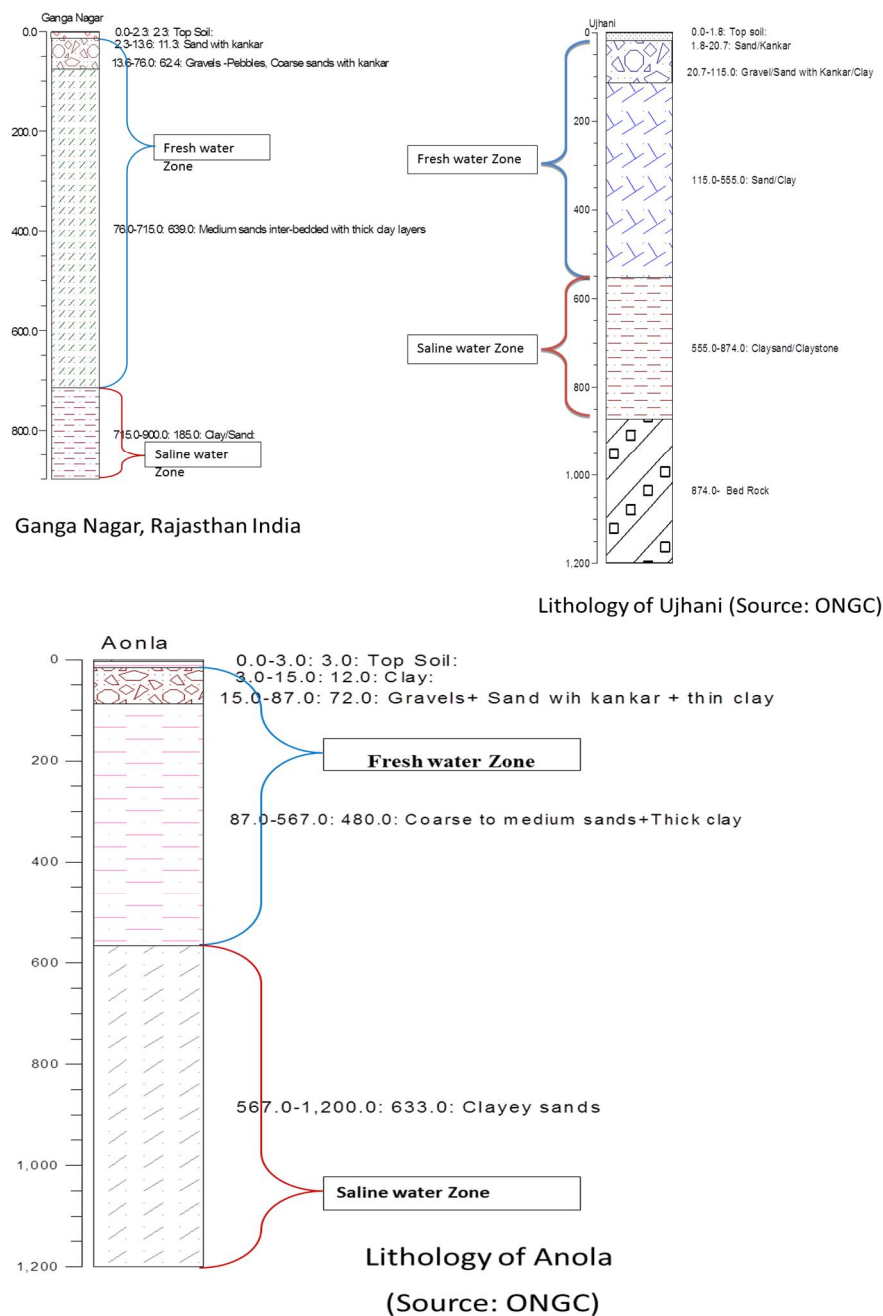 Ganga Nagar
0.0
200.0
400.0
600.0
800.0
0.0-2.3: 2.3: Top Soil:
2.3-13.6: 11.3: Sand with kankar
13.6-76.0: 62.4: Gravels -Pebbles, Coarse sands with kankar
Fresh water
Zone
76.0-715.0: 639.0: Medium sands inter-bedded with thick clay layers
715.0-900.0: 185.0: Clay/Sand:
Saline water
Zone
Ganga Nagar, Rajasthan India
Ujhani
0
200
400
600
800
1,000
1,200
0.0-1.8: Top soil:
1.8-20.7: Sand/Kankar
20.7-115.0: Gravel/Sand with Kankar/Clay
Fresh water Zone
115.0-555.0: Sand/Clay
Saline water Zone
555.0-874.0: Claysand/Claystone
874.0- Bed Rock
Lithology of Ujhani (Source: ONGC)
Aonla
0
200
400
600
800
1,000
1,200
0.0-3.0: 3.0: Top Soil:
3.0-15.0: 12.0: Clay:
15.0-87.0: 72.0: Gravels+ Sand wih kankar + thin clay
Fresh water Zone
87.0-567.0: 480.0: Coarse to medium sands+Thick clay
567.0-1,200.0: 633.0: Clayey sands
Saline water Zone
Lithology of Anola
(Source: ONGC)